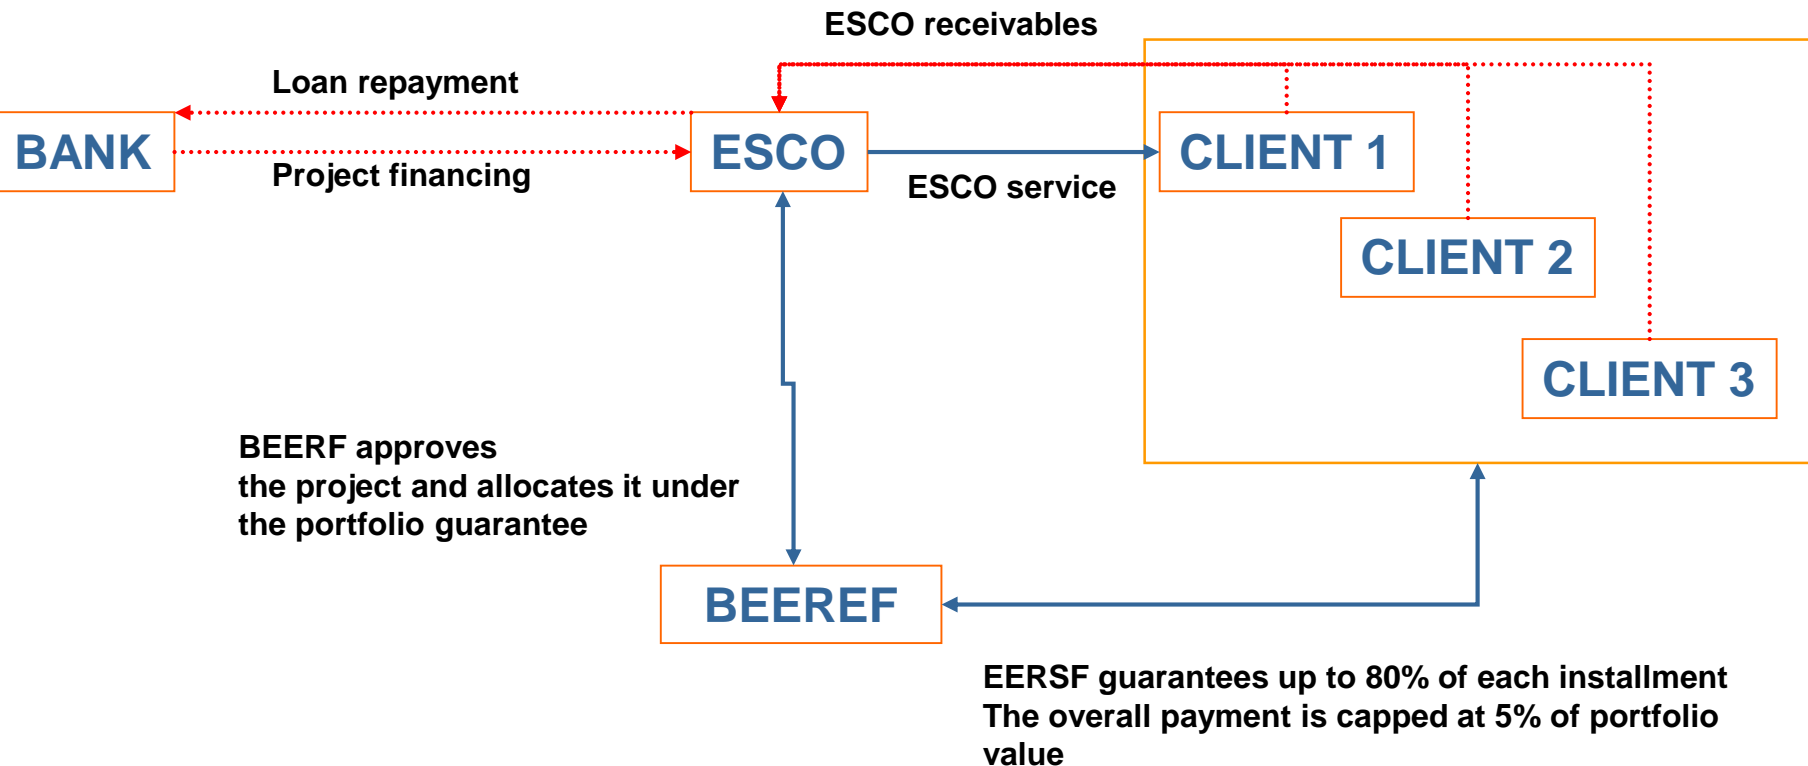 ESCO receivables
Loan repayment
BANK
ESCO
CLIENT 1
Project financing
ESCO service
CLIENT 2
CLIENT 3
BEERF approves
the project and allocates it under
the portfolio guarantee
BEEREF
EERSF guarantees up to 80% of each installment
The overall payment is capped at 5% of portfolio
value